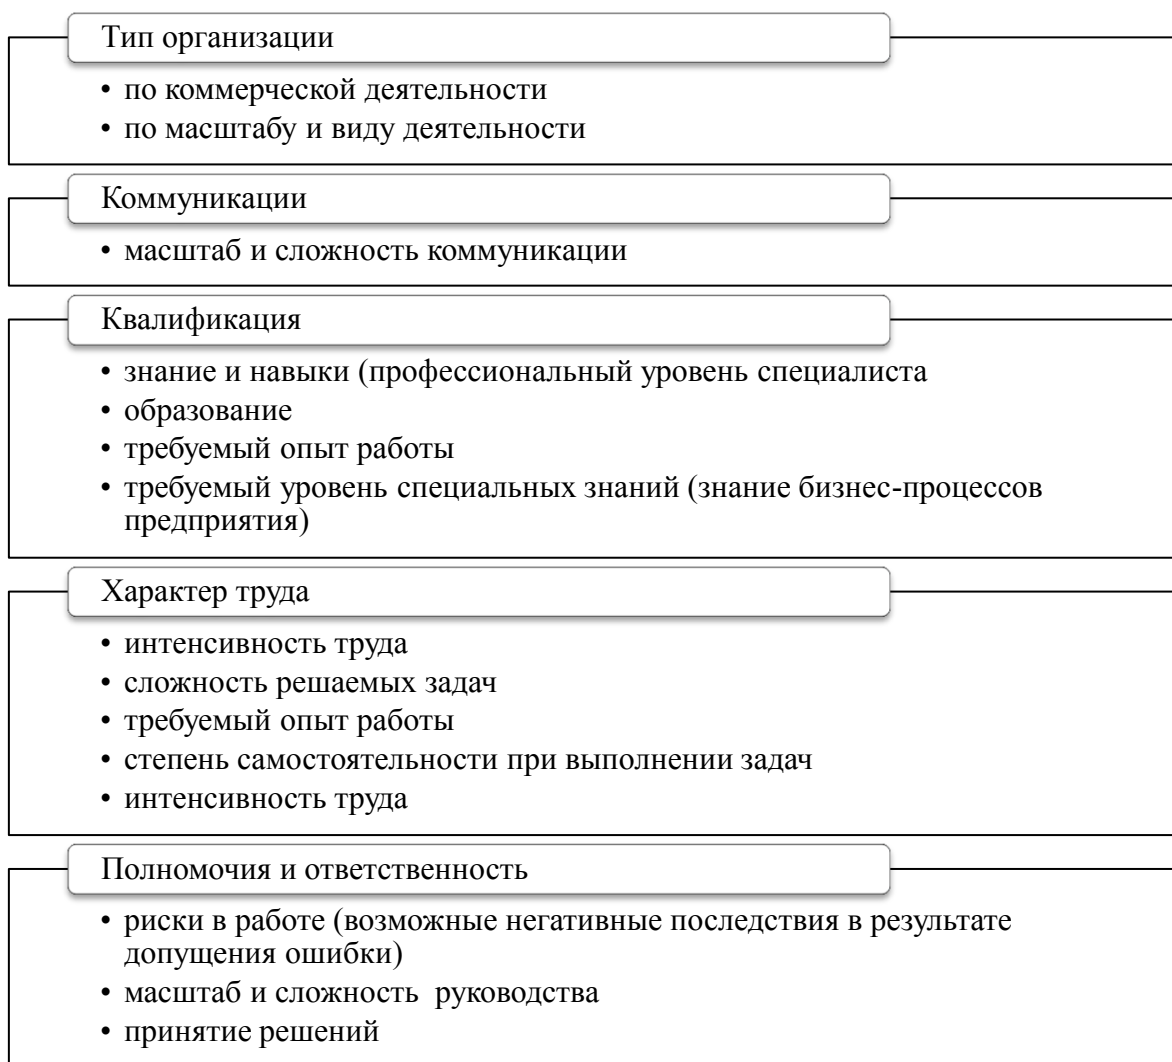 Тип организации
• по коммерческой деятельности
• по масштабу и виду деятельности
Коммуникации
• масштаб и сложность коммуникации
Квалификация
• знание и навыки (профессиональный уровень специалиста
• образование
• требуемый опыт работы
• требуемый уровень специальных знаний (знание бизнес-процессов
предприятия)
Характер труда
• интенсивность труда
• сложность решаемых задач
• требуемый опыт работы
• степень самостоятельности при выполнении задач
• интенсивность труда
Полномочия и ответственность
• риски в работе (возможные негативные последствия в результате
допущения ошибки)
• масштаб и сложность руководства
• принятие решений